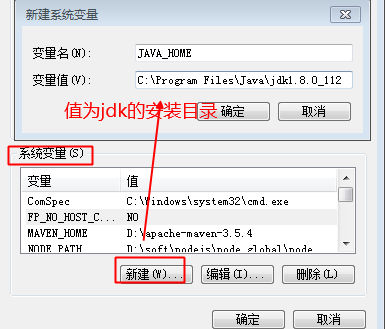 新建系统变量
变量名(N): JAVA_HOME
变量值(V): C:\Program Files\Java\jdk1.8.0_112
值为jdk的安装目录
确定 取消
系统变量(S)
变量 值
ComSpec C:\Windows\system32\cmd.exe
FP_NO_HOST_C... NO
MAVEN_HOME D:\apache-maven-3.5.4
NODE_PATH D:\soft\nodejs\node_global\node
新建(W)... 编辑(I)... 删除(L)
确定 取消